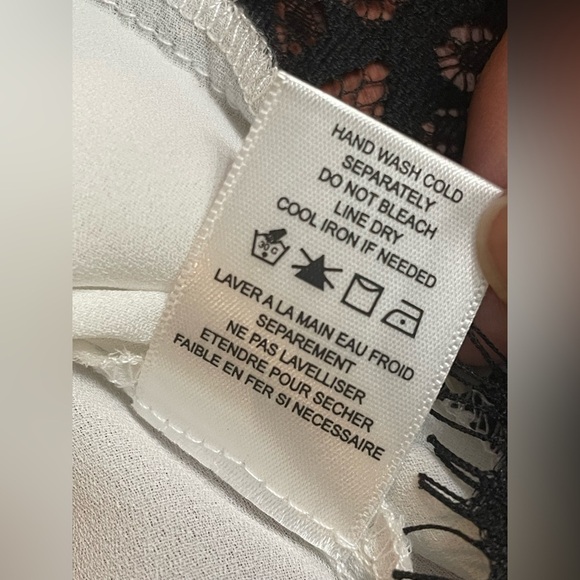 HAND WASH COLD
SEPARATELY
DO NOT BLEACH
LINE DRY
COOL IRON IF NEEDED
30 C
LAVER A LA MAIN EAU FROID
SEPAREMENT
NE PAS LAVELLISER
ETENDRE POUR SECHER
FAIBLE EN FER SI NECESSAIRE